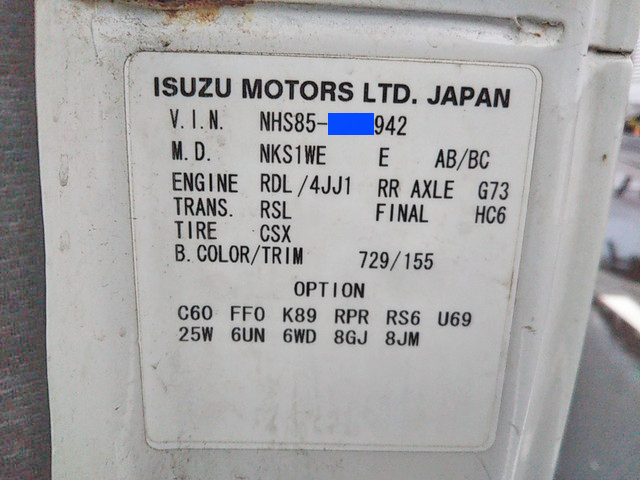 ISUZU MOTORS LTD. JAPAN
V.I.N. NHS85- 942
M.D. NKS1WE E AB/BC
ENGINE RDL/4JJ1 RR AXLE G73
TRANS. RSL FINAL HC6
TIRE CSX
B.COLOR/TRIM 729/155
OPTION
C60 FF0 K89 RPR RS6 U69
25W 6UN 6WD 8GJ 8JM